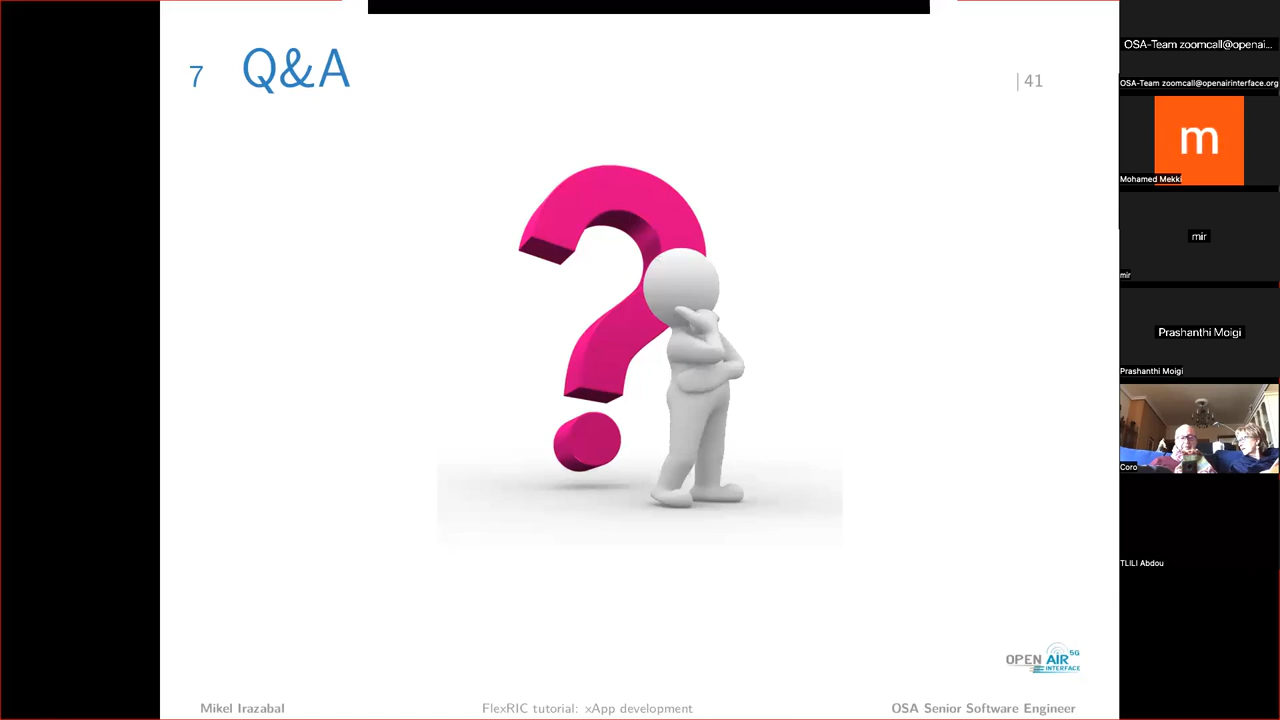 7 Q&A
| 41
OPEN AIR 5G
INTERFACE
Mikel Irazabal
FlexRIC tutorial: xApp development
OSA Senior Software Engineer
OSA-Team zoomcall@openai...
OSA-Team zoomcall@openairinterface.org
m
Mohamed Mekki
mir
mir
Prashanthi Moigi
Prashanthi Moigi
Coro
TLILI Abdou